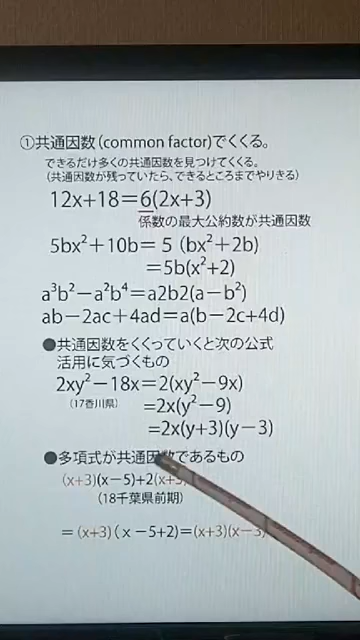 ①共通因数(common factor)でくくる。
できるだけ多くの共通因数を見つけてくくる。
(共通因数が残っていたら、できるところまでやりきる)
12x+18=6(2x+3)
係数の最大公約数が共通因数
5bx²+10b= 5 (bx²+2b)
=5b(x²+2)
a³b²−a²b⁴=a2b2(a−b²)
ab−2ac+4ad=a(b−2c+4d)
●共通因数をくくっていくと次の公式
活用に気づくもの
2xy²−18x=2(xy²−9x)
(17香川県)
=2x(y²−9)
=2x(y+3)(y−3)
●多項式が共通因数であるもの
(x+3)(x−5)+2(x+3
(18千葉県前期)
=(x+3)(x−5+2)=(x+3)(x−3)